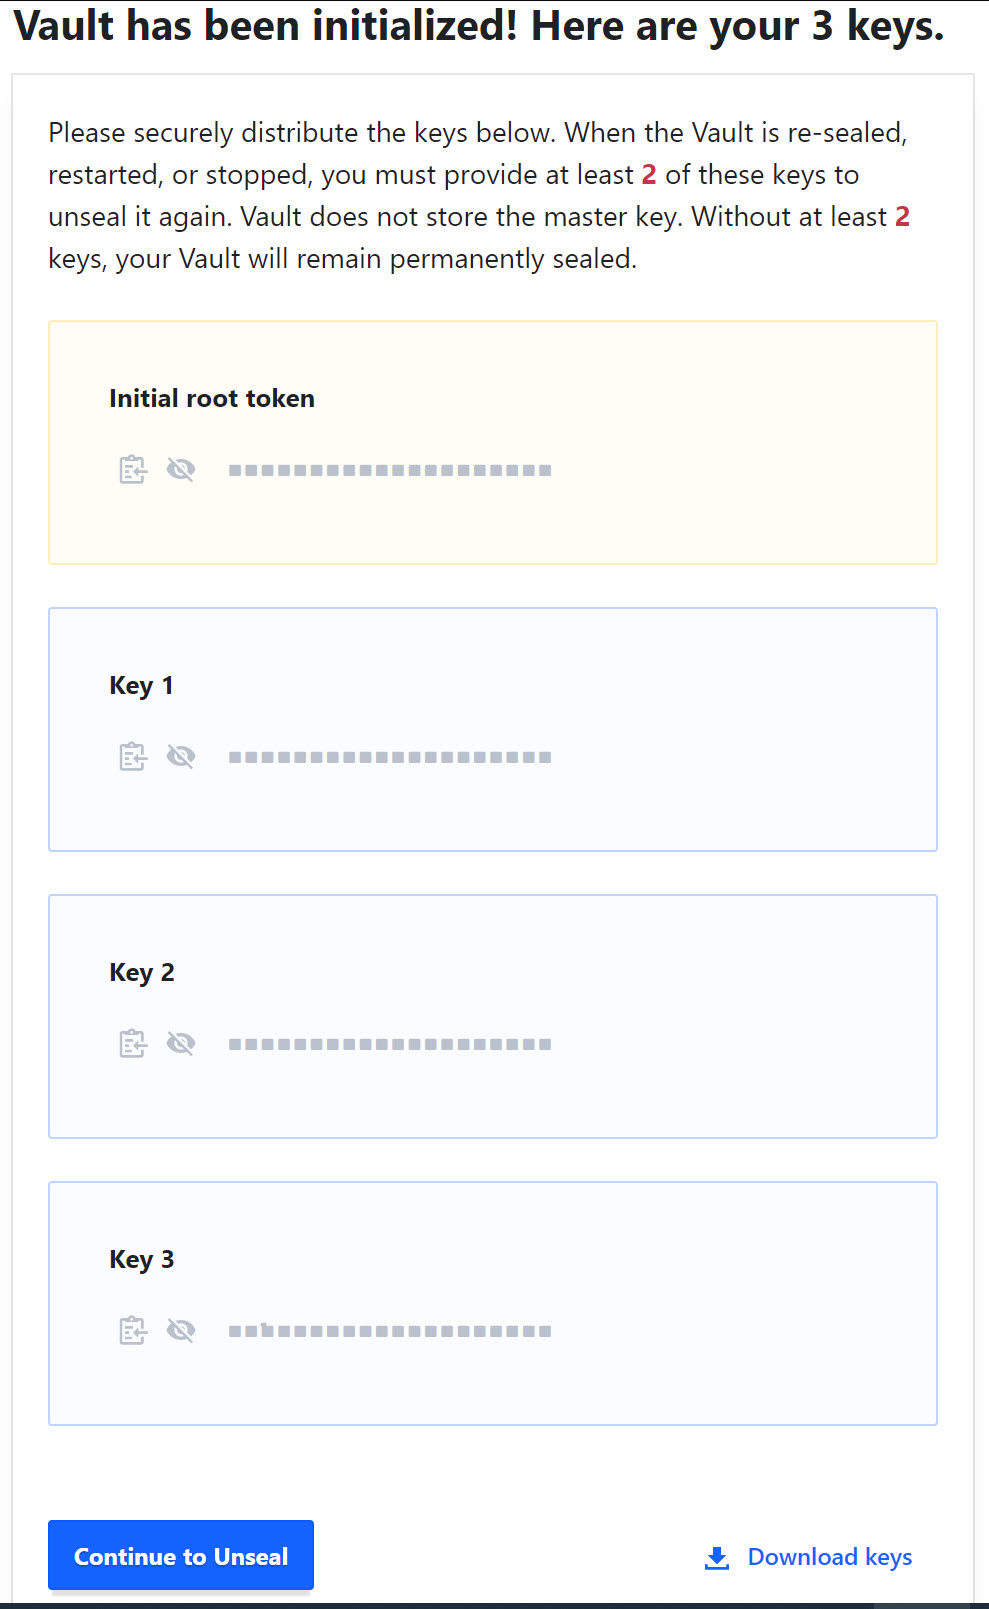 Vault has been initialized! Here are your 3 keys.
Please securely distribute the keys below. When the Vault is re-sealed,
restarted, or stopped, you must provide at least 2 of these keys to
unseal it again. Vault does not store the master key. Without at least 2
keys, your Vault will remain permanently sealed.
Initial root token
Key 1
Key 2
Key 3
Continue to Unseal
Download keys